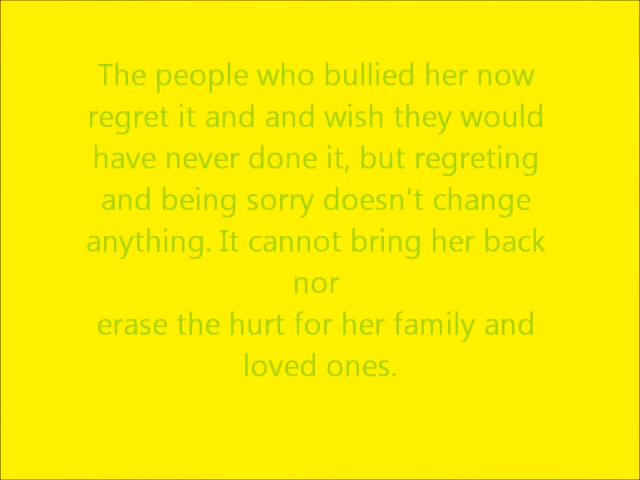 The people who bullied her now
regret it and and wish they would
have never done it, but regreting
and being sorry doesn't change
anything. It cannot bring her back
nor
erase the hurt for her family and
loved ones.